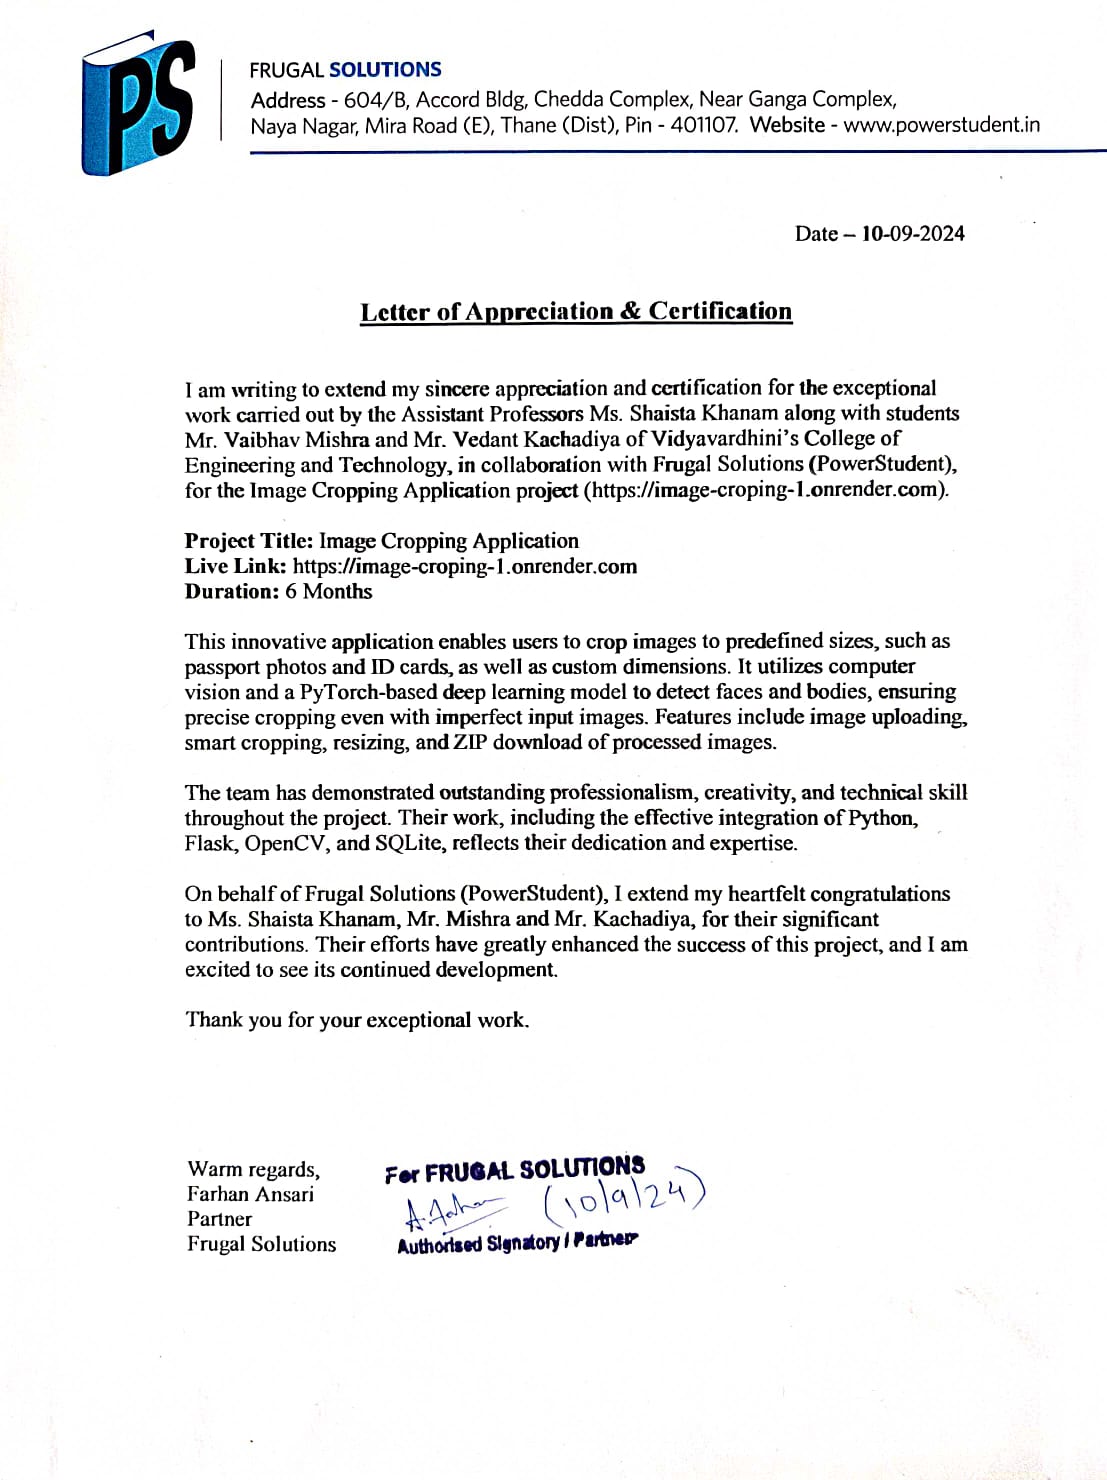 PS
FRUGAL SOLUTIONS
Address - 604/B, Accord Bldg, Chedda Complex, Near Ganga Complex,
Naya Nagar, Mira Road (E), Thane (Dist), Pin - 401107. Website - www.powerstudent.in
Date – 10-09-2024
Letter of Appreciation & Certification
I am writing to extend my sincere appreciation and certification for the exceptional
work carried out by the Assistant Professors Ms. Shaista Khanam along with students
Mr. Vaibhav Mishra and Mr. Vedant Kachadiya of Vidyavardhini's College of
Engineering and Technology, in collaboration with Frugal Solutions (PowerStudent),
for the Image Cropping Application project (https://image-croping-1.onrender.com).
Project Title: Image Cropping Application
Live Link: https://image-croping-1.onrender.com
Duration: 6 Months
This innovative application enables users to crop images to predefined sizes, such as
passport photos and ID cards, as well as custom dimensions. It utilizes computer
vision and a PyTorch-based deep learning model to detect faces and bodies, ensuring
precise cropping even with imperfect input images. Features include image uploading,
smart cropping, resizing, and ZIP download of processed images.
The team has demonstrated outstanding professionalism, creativity, and technical skill
throughout the project. Their work, including the effective integration of Python,
Flask, OpenCV, and SQLite, reflects their dedication and expertise.
On behalf of Frugal Solutions (PowerStudent), I extend my heartfelt congratulations
to Ms. Shaista Khanam, Mr. Mishra and Mr. Kachadiya, for their significant
contributions. Their efforts have greatly enhanced the success of this project, and I am
excited to see its continued development.
Thank you for your exceptional work.
Warm regards,
Farhan Ansari
Partner
Frugal Solutions
For FRUGAL SOLUTIONS
(10/9/24)
Authorised Signatory / Partner